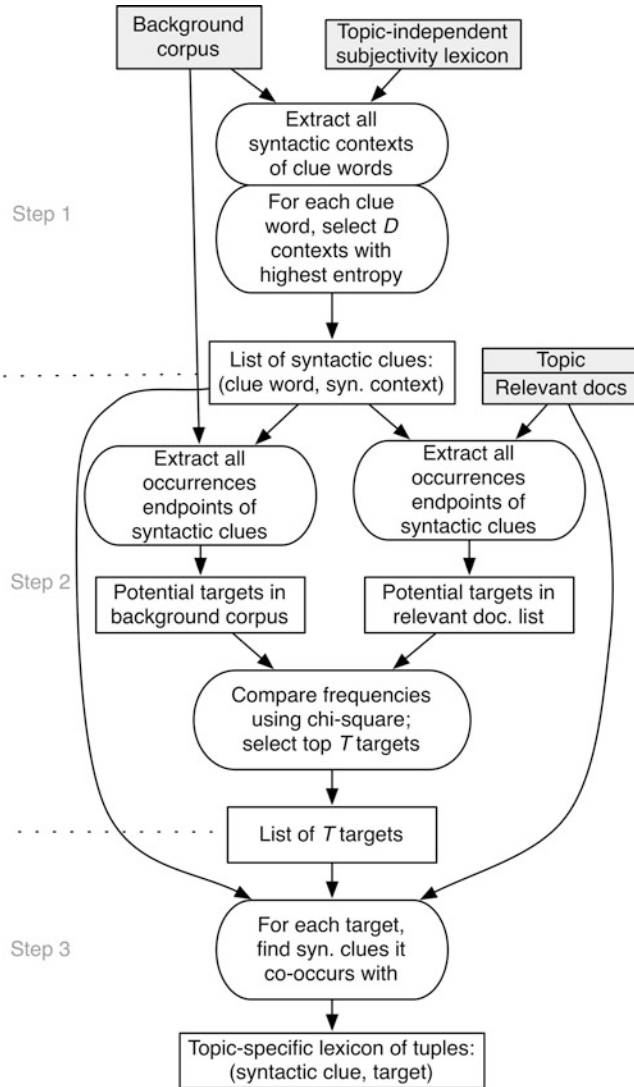 Background
corpus
Topic-independent
subjectivity lexicon
Extract all
syntactic contexts
of clue words
Step 1
For each clue
word, select D
contexts with
highest entropy
List of syntactic clues:
(clue word, syn. context)
Topic
Relevant docs
Extract all
occurrences
endpoints of
syntactic clues
Extract all
occurrences
endpoints of
syntactic clues
Step 2
Potential targets in
background corpus
Potential targets in
relevant doc. list
Compare frequencies
using chi-square;
select top T targets
List of T targets
Step 3
For each target,
find syn. clues it
co-occurs with
Topic-specific lexicon of tuples:
(syntactic clue, target)